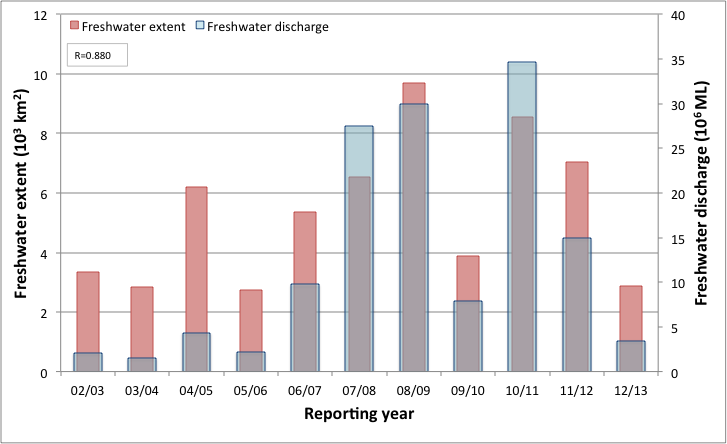 Freshwater extent Freshwater discharge
R=0.880
12
10
8
6
4
2
0
Freshwater extent (10³ km²)
40
35
30
25
20
15
10
5
0
Freshwater discharge (10⁶ ML)
02/03 03/04 04/05 05/06 06/07 07/08 08/09 09/10 10/11 11/12 12/13
Reporting year